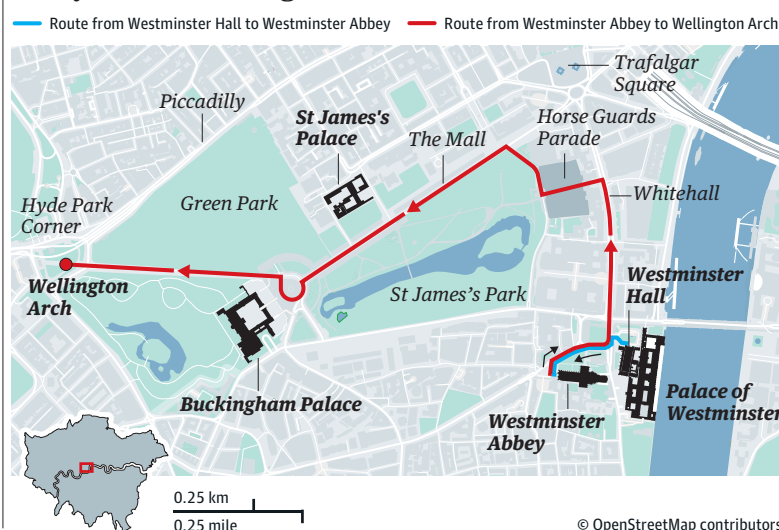 Route from Westminster Hall to Westminster Abbey
Route from Westminster Abbey to Wellington Arch
Trafalgar
Square
Piccadilly
St James's
Palace
The Mall
Horse Guards
Parade
Hyde Park
Corner
Green Park
Whitehall
Wellington
Arch
St James’s Park
Westminster
Hall
Buckingham Palace
Westminster
Abbey
Palace of
Westminster
0.25 km
0.25 mile
© OpenStreetMap contributors